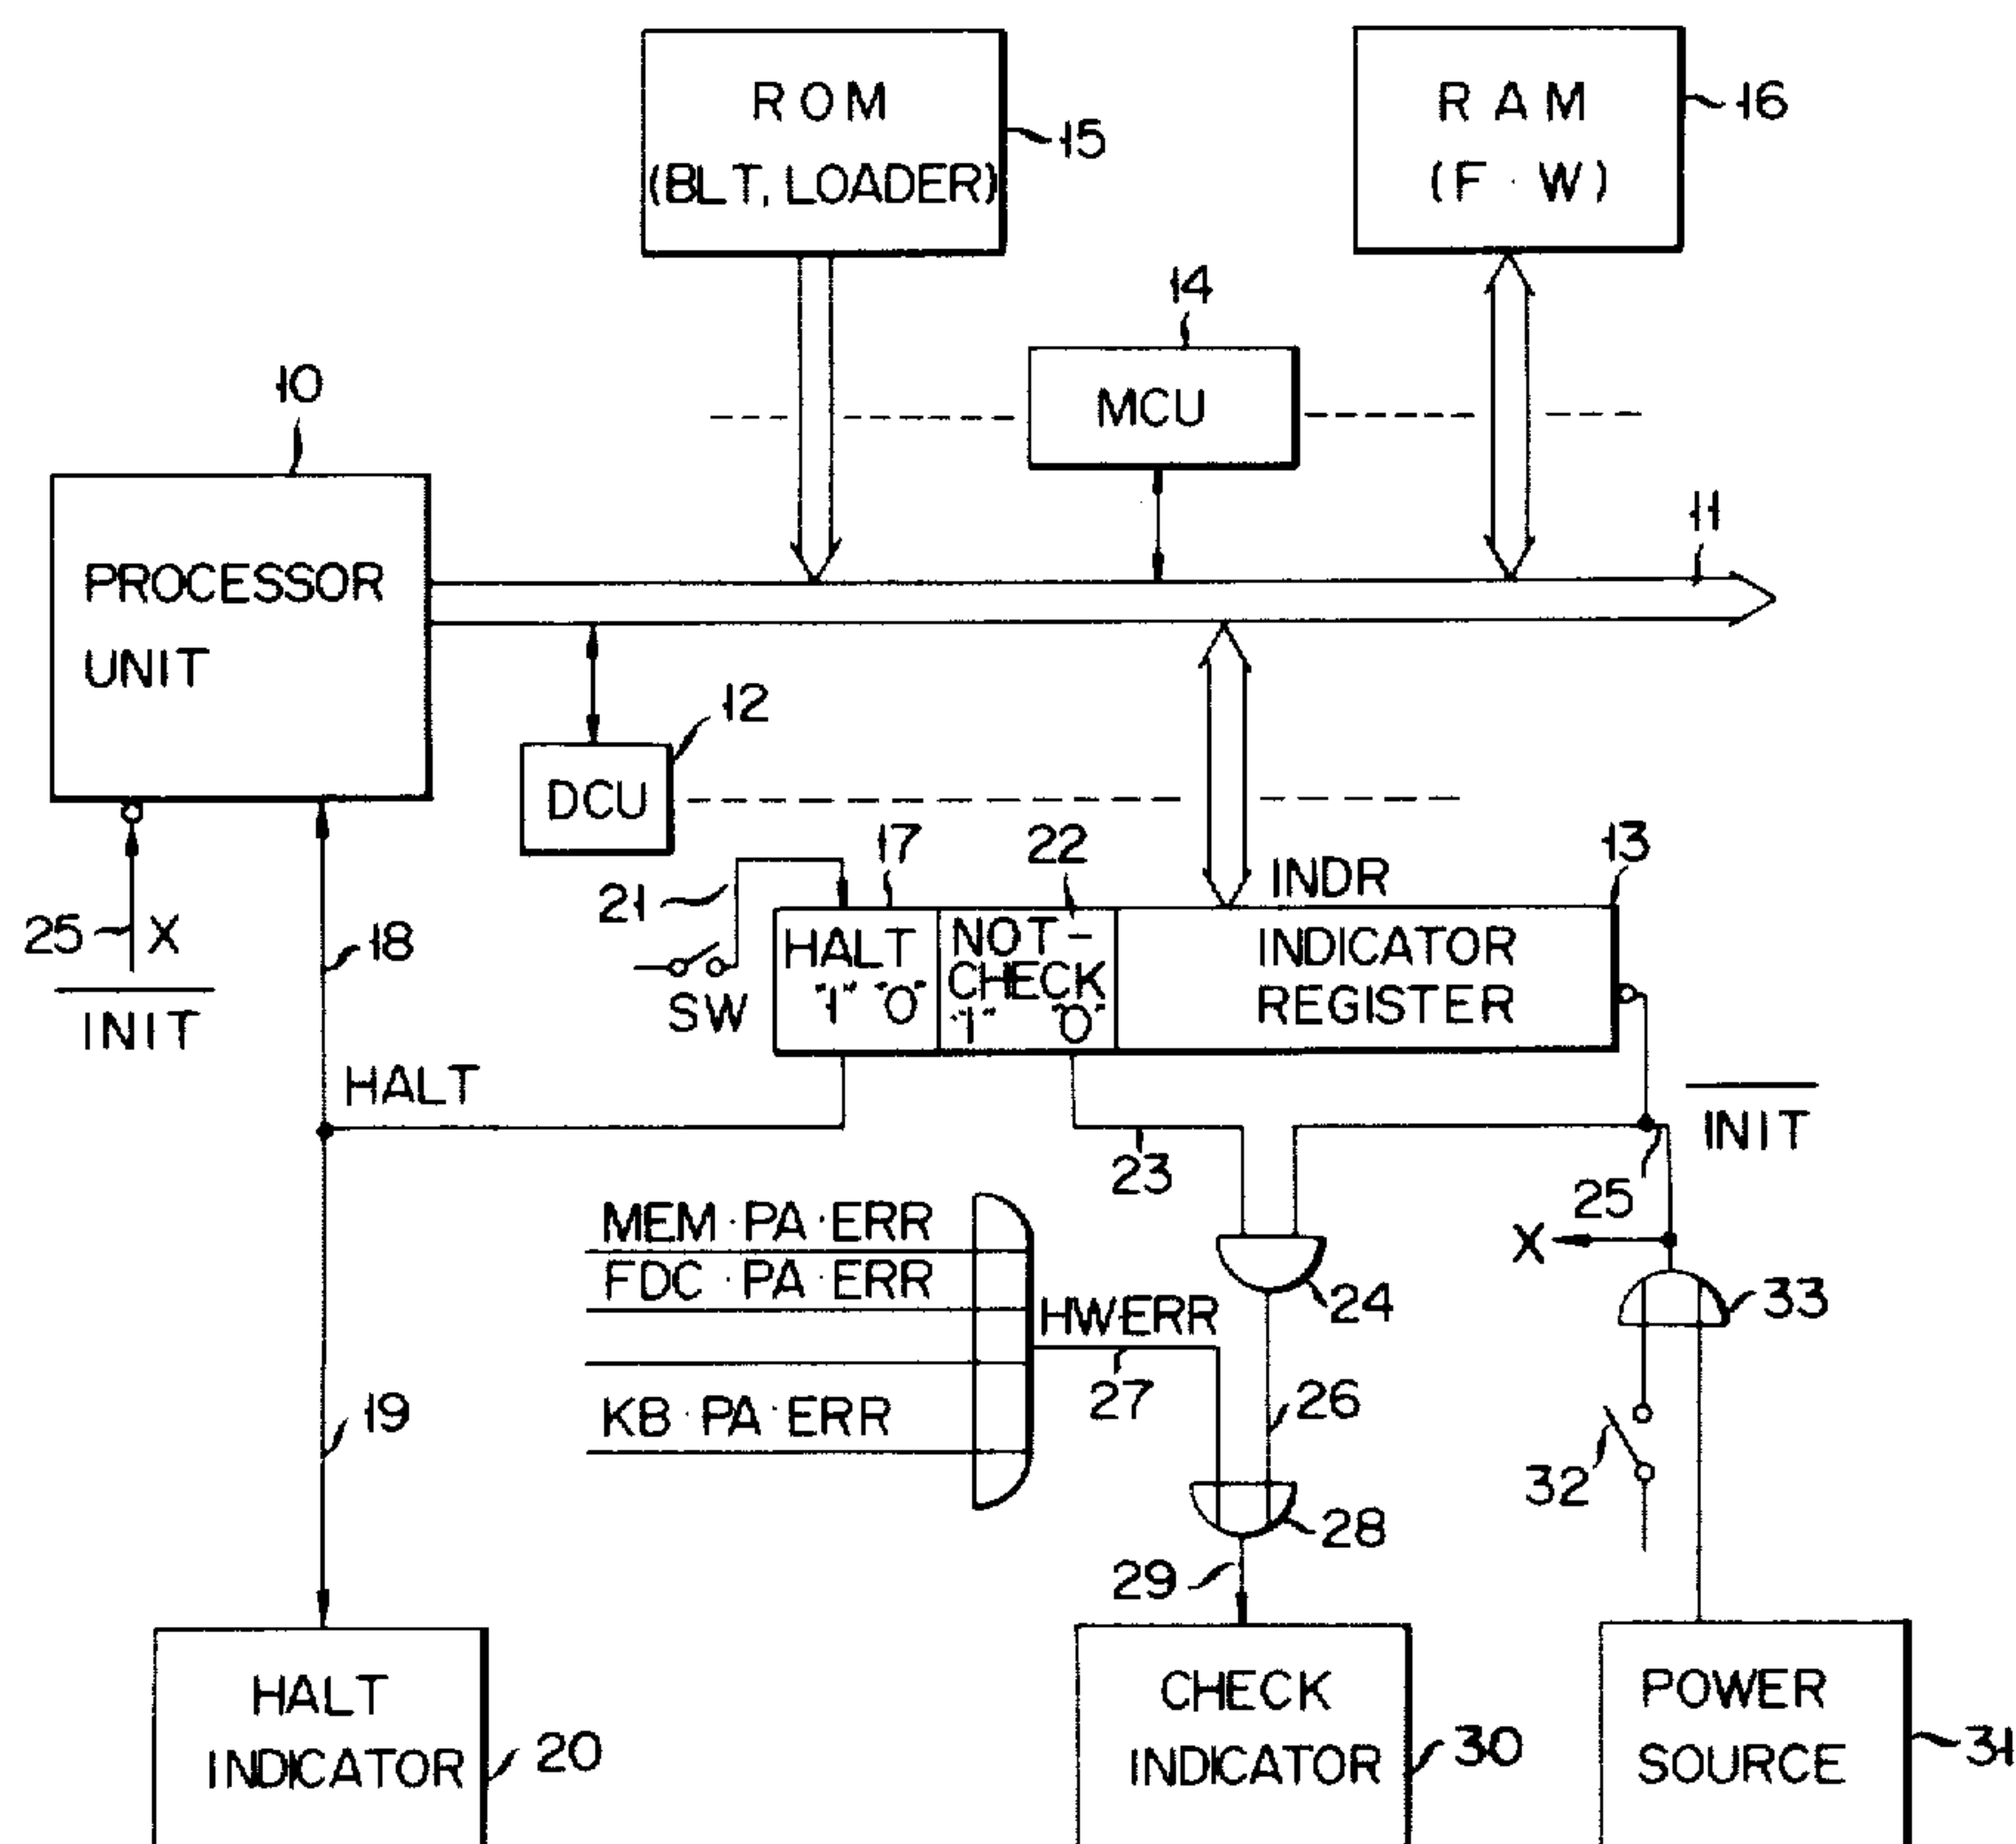 ROM
(BLT, LOADER)
15
RAM
(F·W)
16
14
MCU
10
PROCESSOR
UNIT
11
12
DCU
25
X
INIT
18
21
SW
17
22
INDR
13
HALT
"1" "0"
NOT-
CHECK
"1" "0"
INDICATOR
REGISTER
HALT
23
INIT
25
X
MEM·PA·ERR
FDC·PA·ERR
KB·PA·ERR
HWERR
27
24
26
33
32
19
28
29
HALT
INDICATOR
20
CHECK
INDICATOR
30
POWER
SOURCE
31